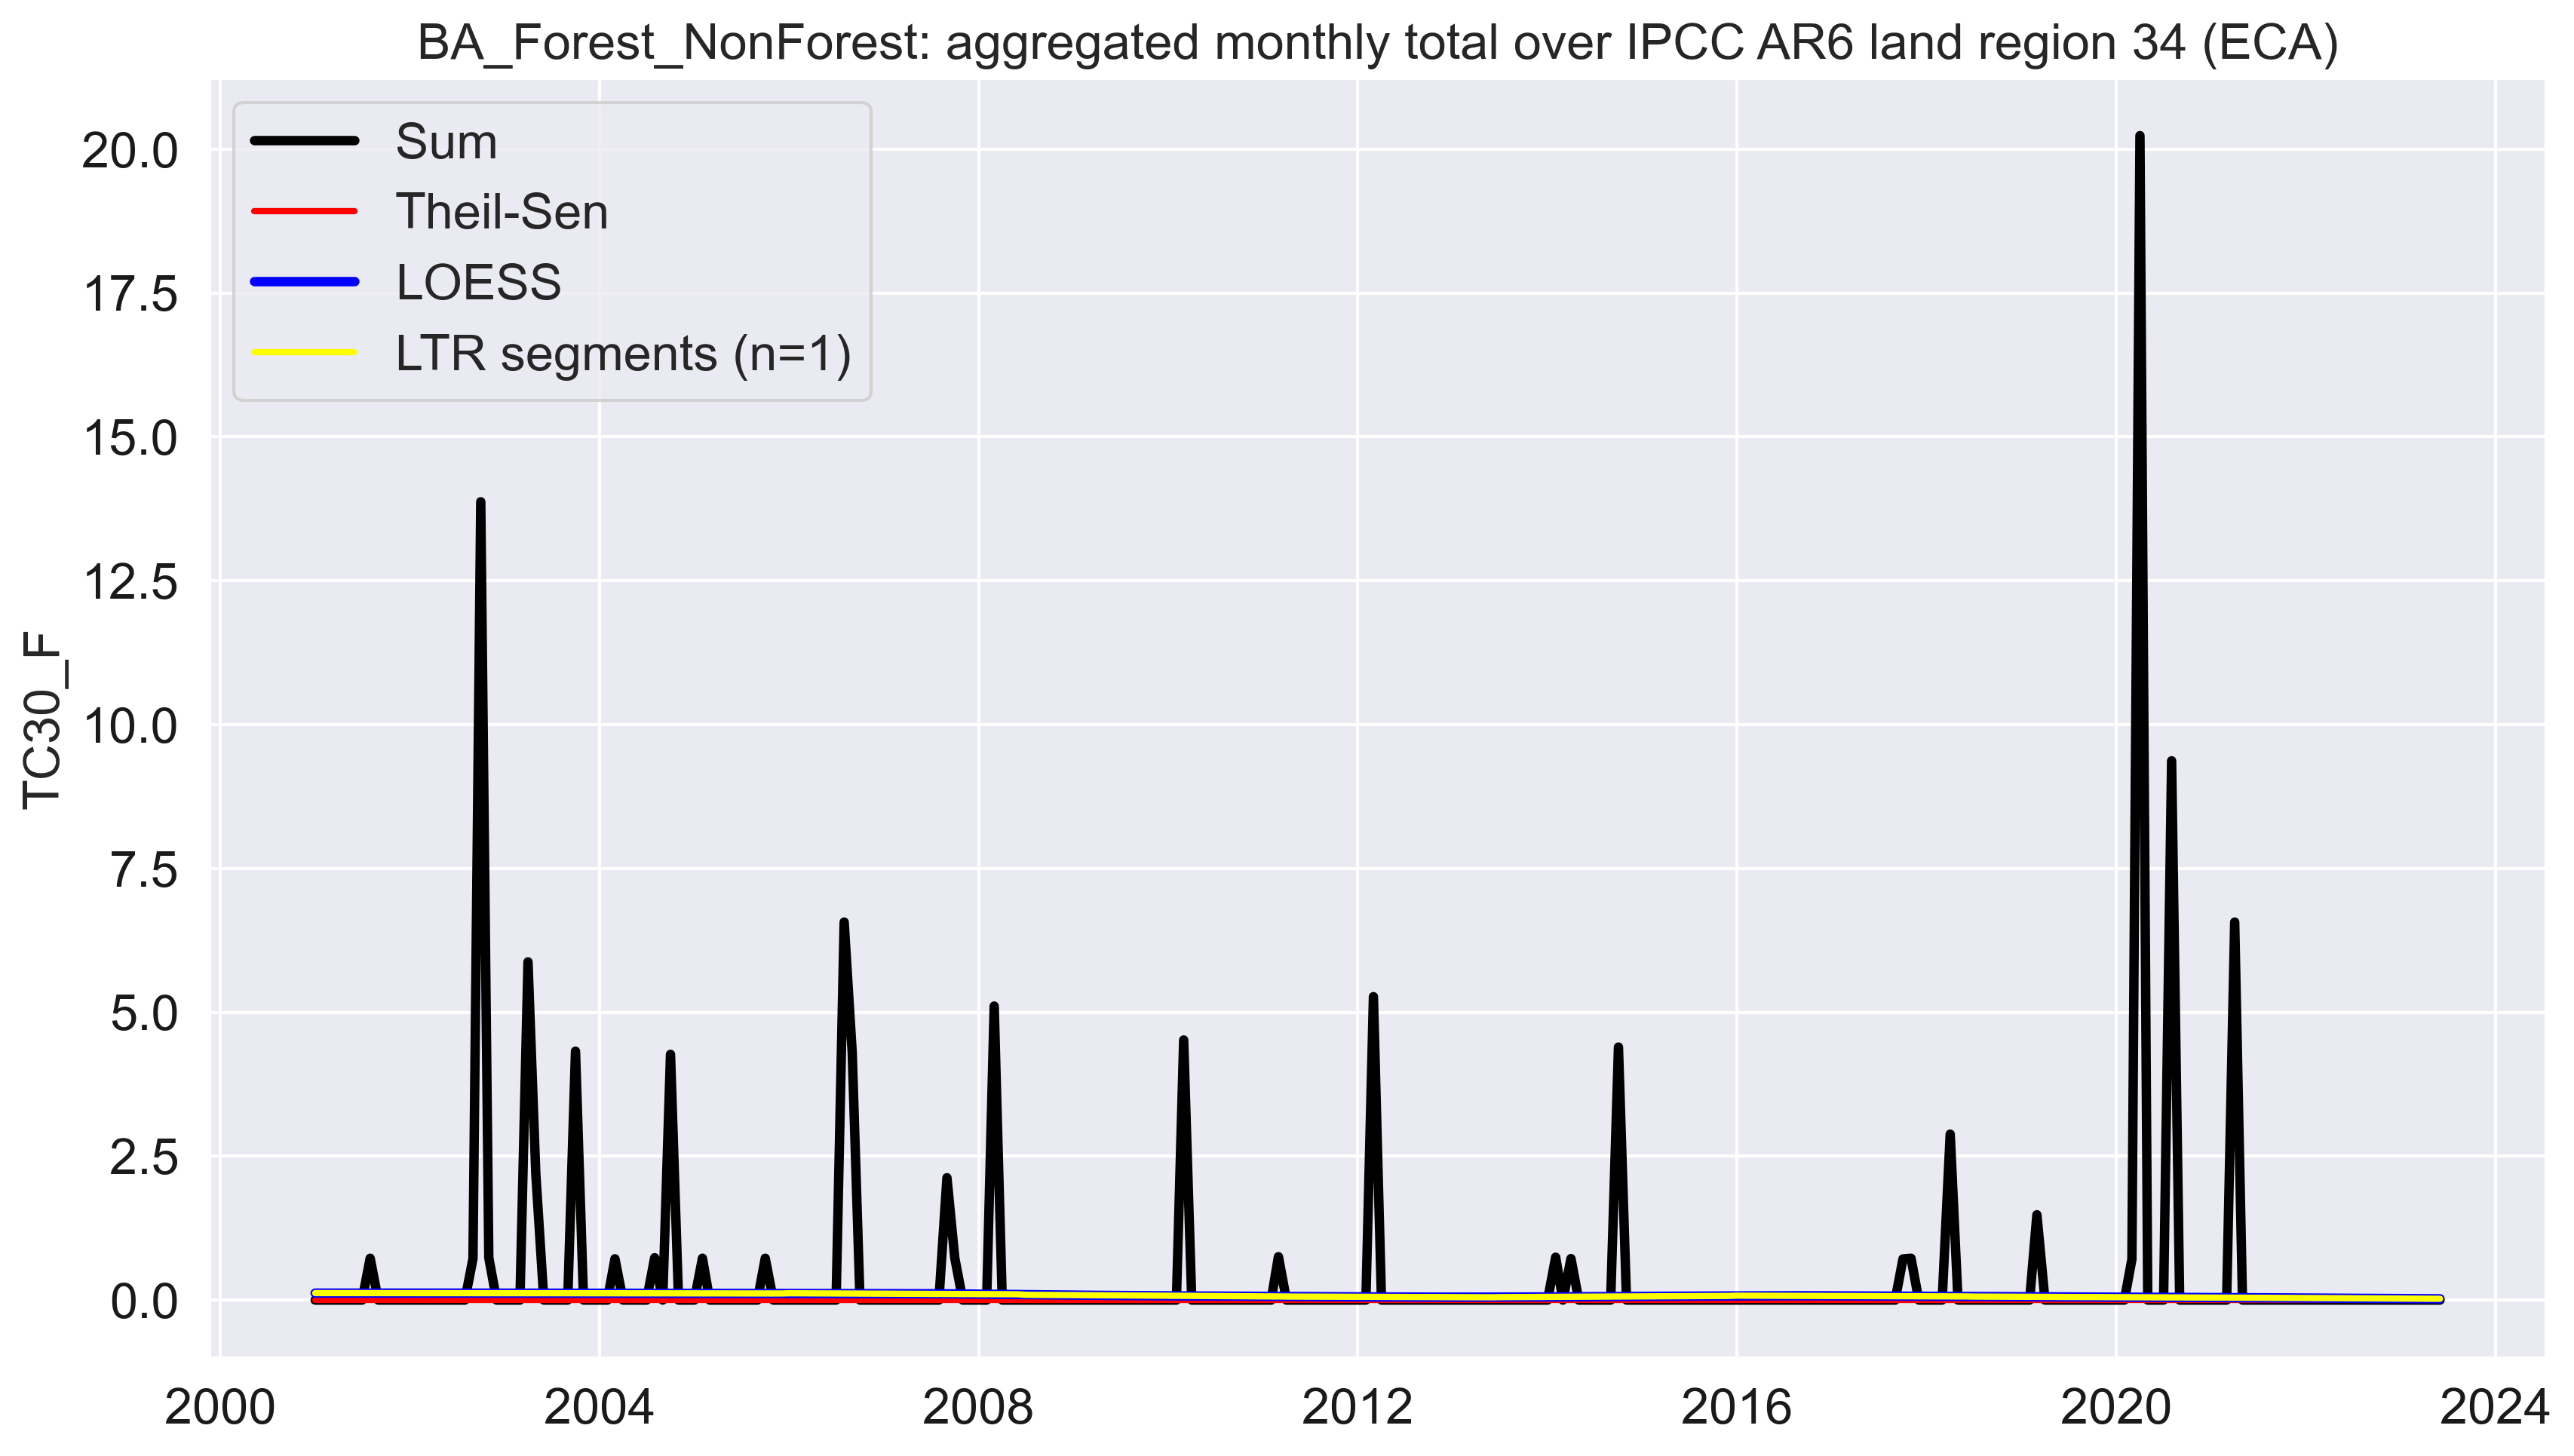 BA_Forest_NonForest: aggregated monthly total over IPCC AR6 land region 34 (ECA)
Sum
Theil-Sen
LOESS
LTR segments (n=1)
TC30_F
20.0
17.5
15.0
12.5
10.0
7.5
5.0
2.5
0.0
2000
2004
2008
2012
2016
2020
2024